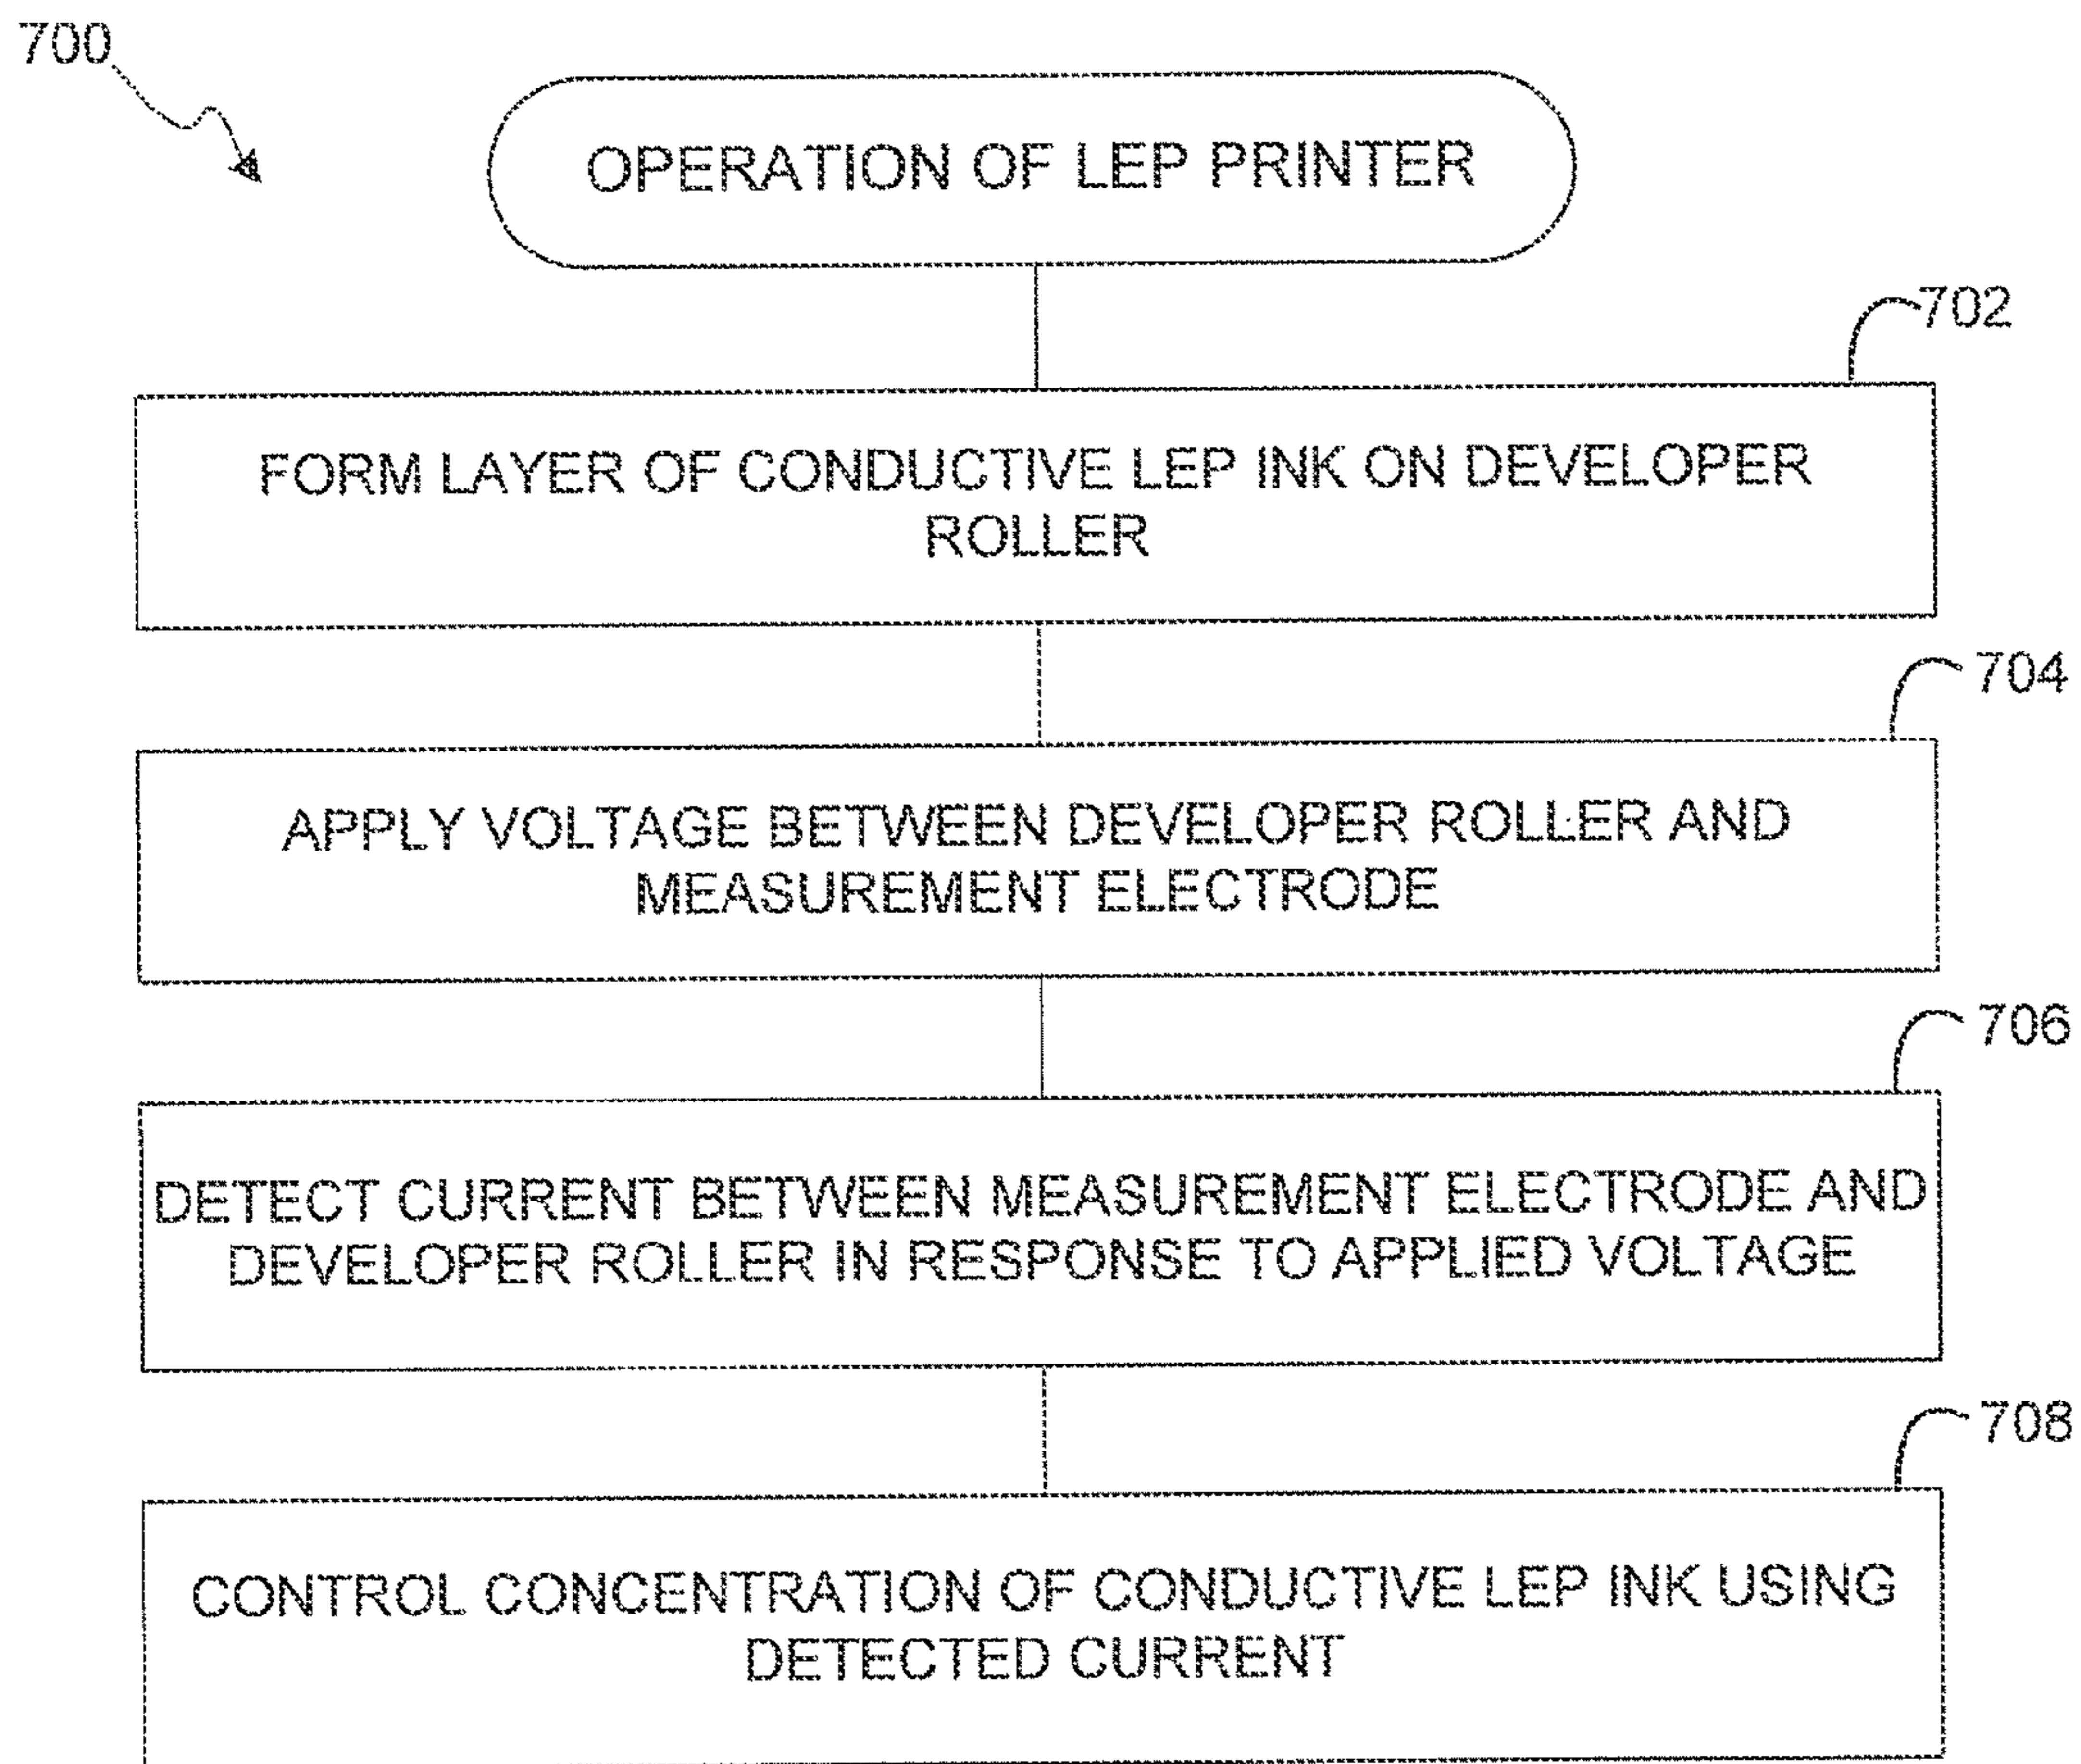 700
OPERATION OF LEP PRINTER
702
FORM LAYER OF CONDUCTIVE LEP INK ON DEVELOPER
ROLLER
704
APPLY VOLTAGE BETWEEN DEVELOPER ROLLER AND
MEASUREMENT ELECTRODE
706
DETECT CURRENT BETWEEN MEASUREMENT ELECTRODE AND
DEVELOPER ROLLER IN RESPONSE TO APPLIED VOLTAGE
708
CONTROL CONCENTRATION OF CONDUCTIVE LEP INK USING
DETECTED CURRENT